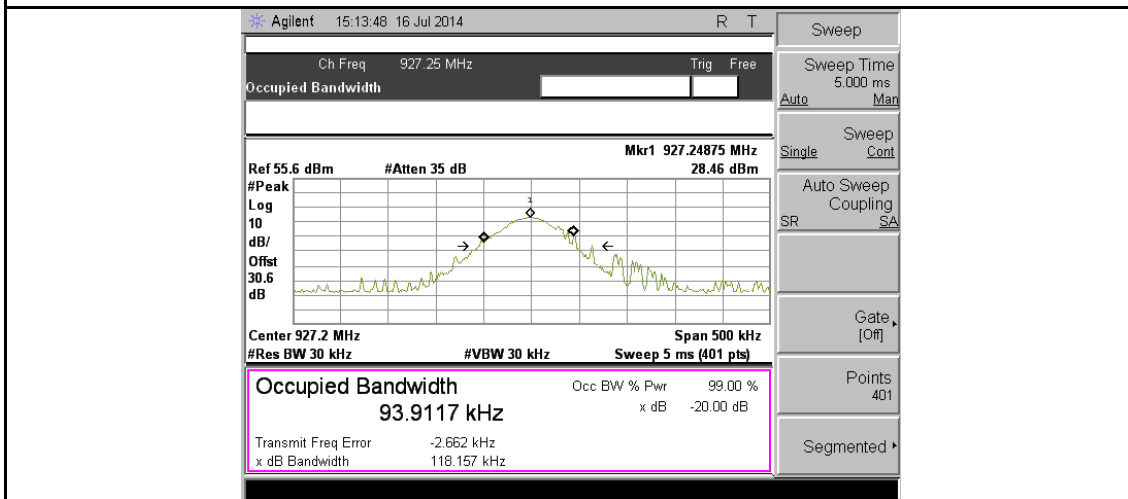 Agilent 15:13:48 16 Jul 2014 R T
Ch Freq 927.25 MHz Trig Free
Occupied Bandwidth
Mkr1 927.24875 MHz
Ref 55.6 dBm #Atten 35 dB 28.46 dBm
#Peak
Log
10
dB/
Offst
30.6
dB
1
Center 927.2 MHz Span 500 kHz
#Res BW 30 kHz #VBW 30 kHz Sweep 5 ms (401 pts)
Occupied Bandwidth Occ BW % Pwr 99.00 %
93.9117 kHz x dB -20.00 dB
Transmit Freq Error -2.662 kHz
x dB Bandwidth 118.157 kHz
Sweep
Sweep Time
5.000 ms
Auto Man
Sweep
Single Cont
Auto Sweep
Coupling
SR SA
Gate
[Off]
Points
401
Segmented